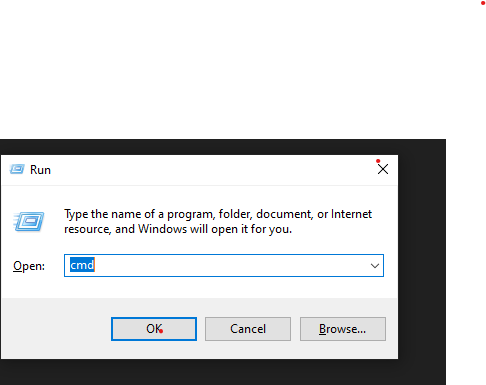 Run
Type the name of a program, folder, document, or Internet
resource, and Windows will open it for you.
Open:
cmd
OK
Cancel
Browse...